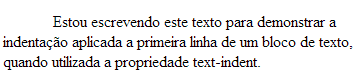 Estou escrevendo este texto para demonstrar a
indentação aplicada a primeira linha de um bloco de texto,
quando utilizada a propriedade text-indent.